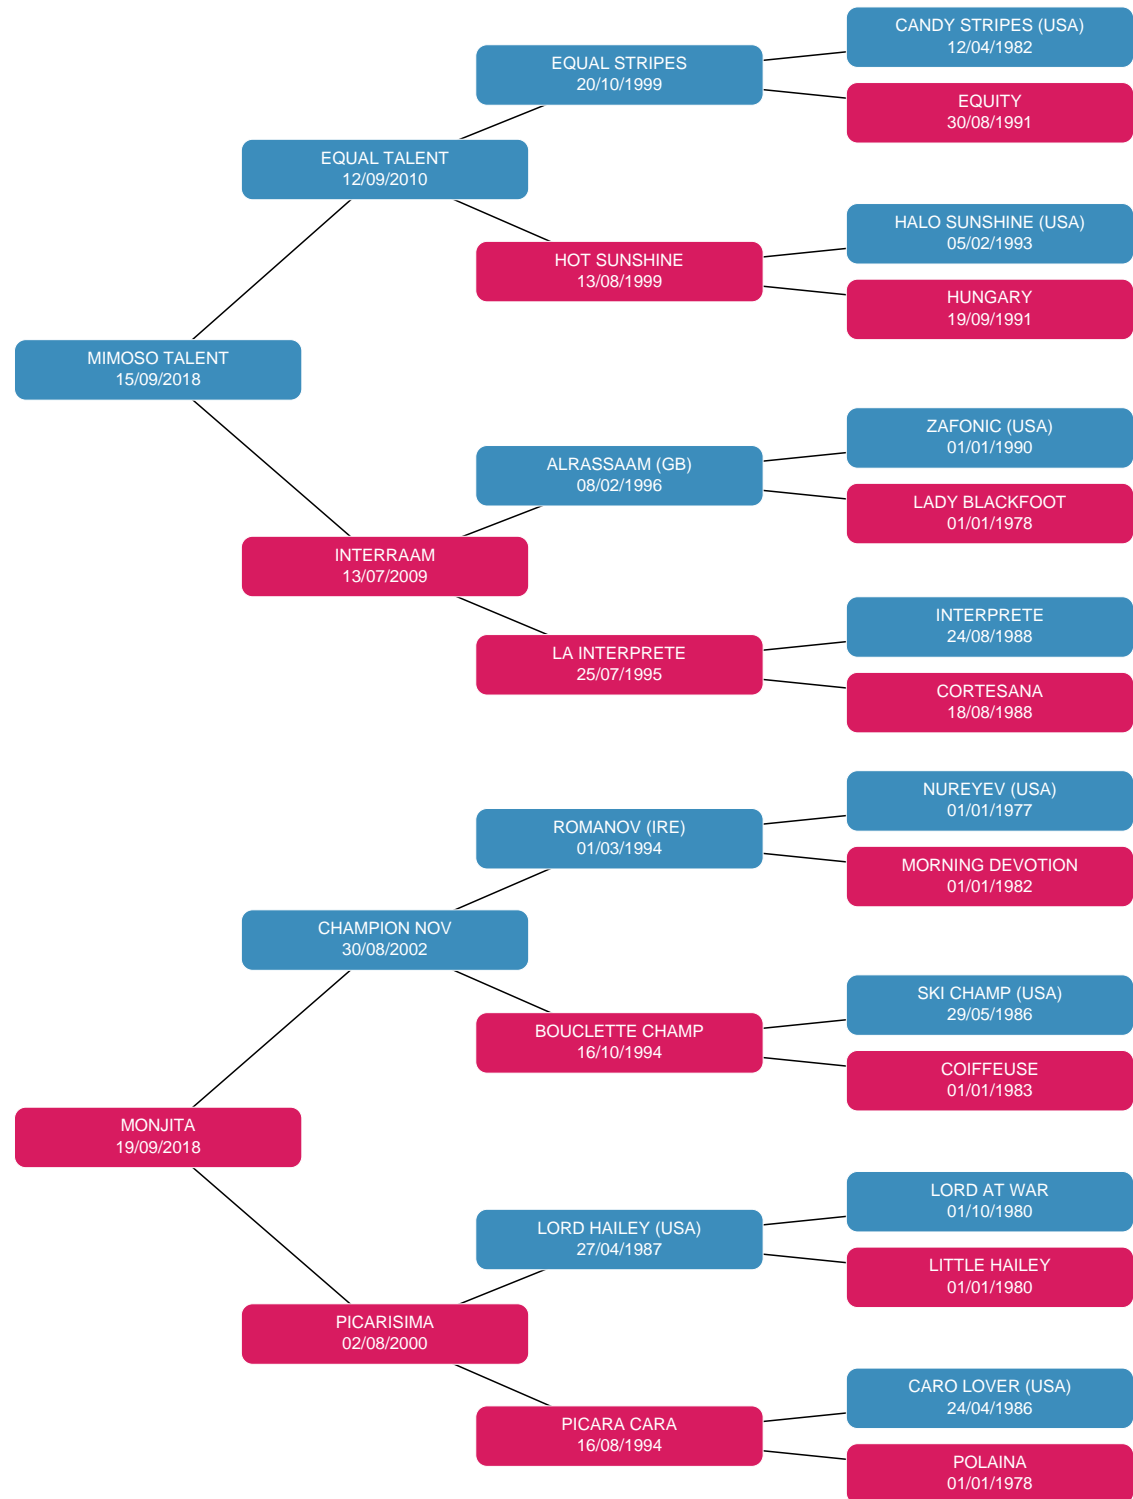 CANDY STRIPES (USA)
12/04/1982
EQUAL STRIPES
20/10/1999
EQUITY
30/08/1991
EQUAL TALENT
12/09/2010
HALO SUNSHINE (USA)
05/02/1993
HOT SUNSHINE
13/08/1999
HUNGARY
19/09/1991
MIMOSO TALENT
15/09/2018
ZAFONIC (USA)
01/01/1990
ALRASSAAM (GB)
08/02/1996
LADY BLACKFOOT
01/01/1978
INTERRAAM
13/07/2009
INTERPRETE
24/08/1988
LA INTERPRETE
25/07/1995
CORTESANA
18/08/1988
NUREYEV (USA)
01/01/1977
ROMANOV (IRE)
01/03/1994
MORNING DEVOTION
01/01/1982
CHAMPION NOV
30/08/2002
SKI CHAMP (USA)
29/05/1986
BOUCLETTE CHAMP
16/10/1994
COIFFEUSE
01/01/1983
MONJITA
19/09/2018
LORD AT WAR
01/10/1980
LORD HAILEY (USA)
27/04/1987
LITTLE HAILEY
01/01/1980
PICARISIMA
02/08/2000
CARO LOVER (USA)
24/04/1986
PICARA CARA
16/08/1994
POLAINA
01/01/1978